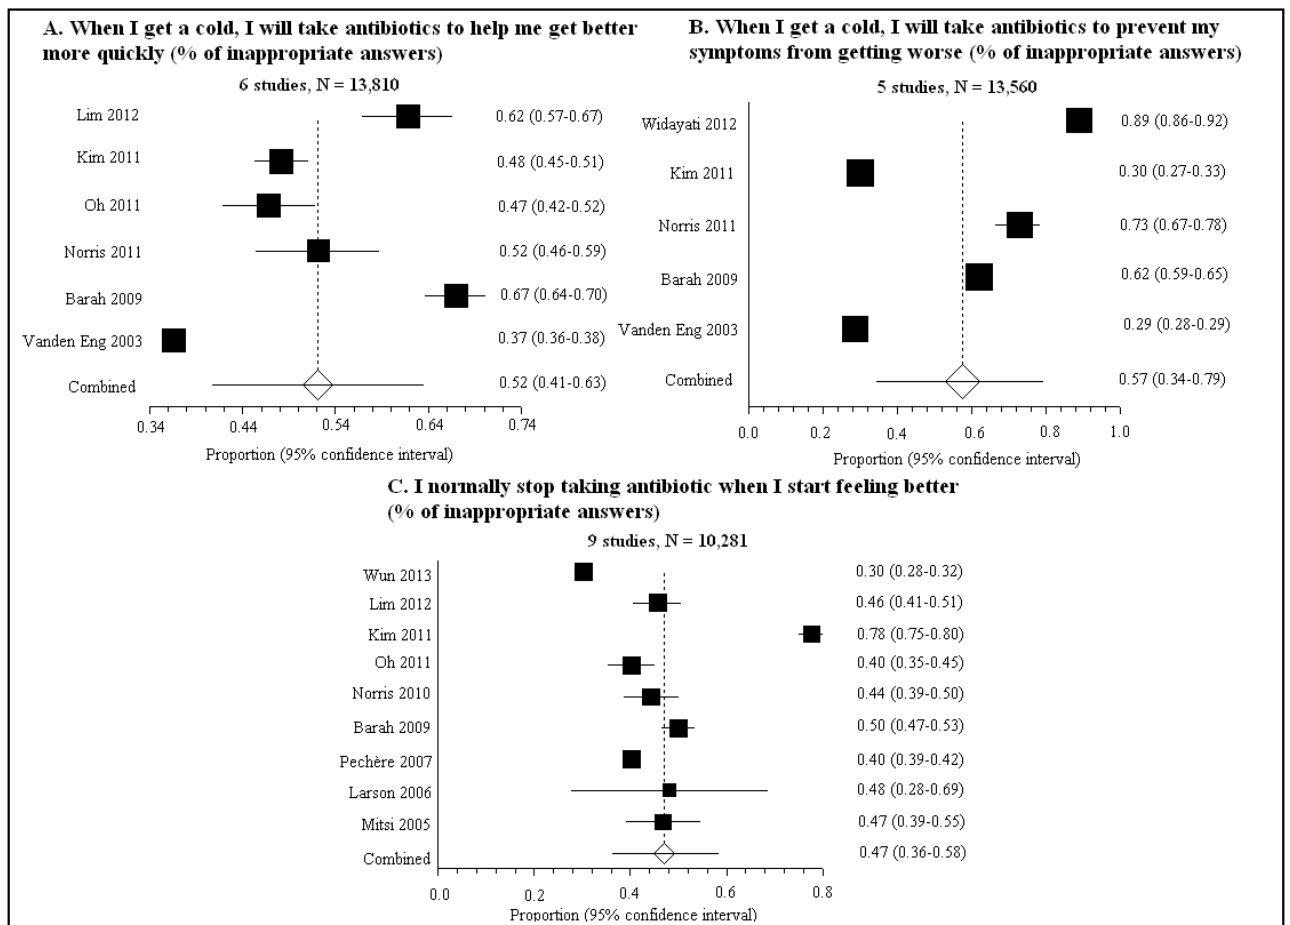 A. When I get a cold, I will take antibiotics to help me get better
more quickly (% of inappropriate answers)
6 studies, N = 13,810
Lim 2012 0.62 (0.57-0.67)
Kim 2011 0.48 (0.45-0.51)
Oh 2011 0.47 (0.42-0.52)
Norris 2011 0.52 (0.46-0.59)
Barah 2009 0.67 (0.64-0.70)
Vanden Eng 2003 0.37 (0.36-0.38)
Combined 0.52 (0.41-0.63)
0.34 0.44 0.54 0.64 0.74
Proportion (95% confidence interval)
B. When I get a cold, I will take antibiotics to prevent my
symptoms from getting worse (% of inappropriate answers)
5 studies, N = 13,560
Widayati 2012 0.89 (0.86-0.92)
Kim 2011 0.30 (0.27-0.33)
Norris 2011 0.73 (0.67-0.78)
Barah 2009 0.62 (0.59-0.65)
Vanden Eng 2003 0.29 (0.28-0.29)
Combined 0.57 (0.34-0.79)
0.0 0.2 0.4 0.6 0.8 1.0
Proportion (95% confidence interval)
C. I normally stop taking antibiotic when I start feeling better
(% of inappropriate answers)
9 studies, N = 10,281
Wun 2013 0.30 (0.28-0.32)
Lim 2012 0.46 (0.41-0.51)
Kim 2011 0.78 (0.75-0.80)
Oh 2011 0.40 (0.35-0.45)
Norris 2010 0.44 (0.39-0.50)
Barah 2009 0.50 (0.47-0.53)
Pechère 2007 0.40 (0.39-0.42)
Larson 2006 0.48 (0.28-0.69)
Mitsi 2005 0.47 (0.39-0.55)
Combined 0.47 (0.36-0.58)
0.0 0.2 0.4 0.6 0.8
Proportion (95% confidence interval)